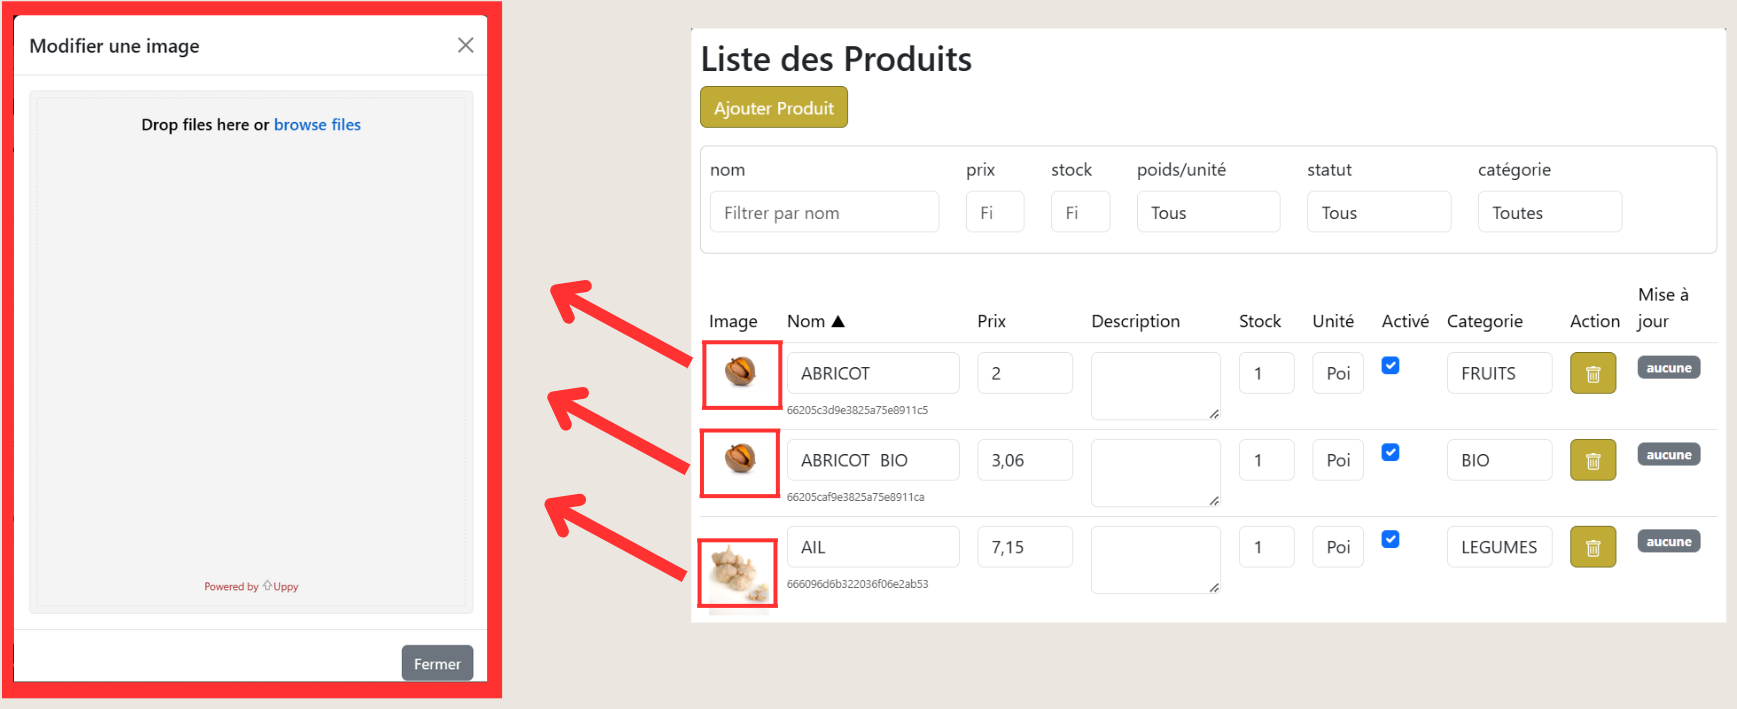 Modifier une image
Drop files here or browse files
Powered by Uppy
Fermer
Liste des Produits
Ajouter Produit
nom prix stock poids/unité statut catégorie
Filtrer par nom Fi Fi Tous Tous Toutes
Image Nom ▲ Prix Description Stock Unité Activé Categorie Action Mise à jour
ABRICOT 2 1 Poi FRUITS aucune
66205c3d9e3825a75e8911c5
ABRICOT BIO 3,06 1 Poi BIO aucune
66205caf9e3825a75e8911ca
AIL 7,15 1 Poi LEGUMES aucune
666096d6b322036f06e2ab53